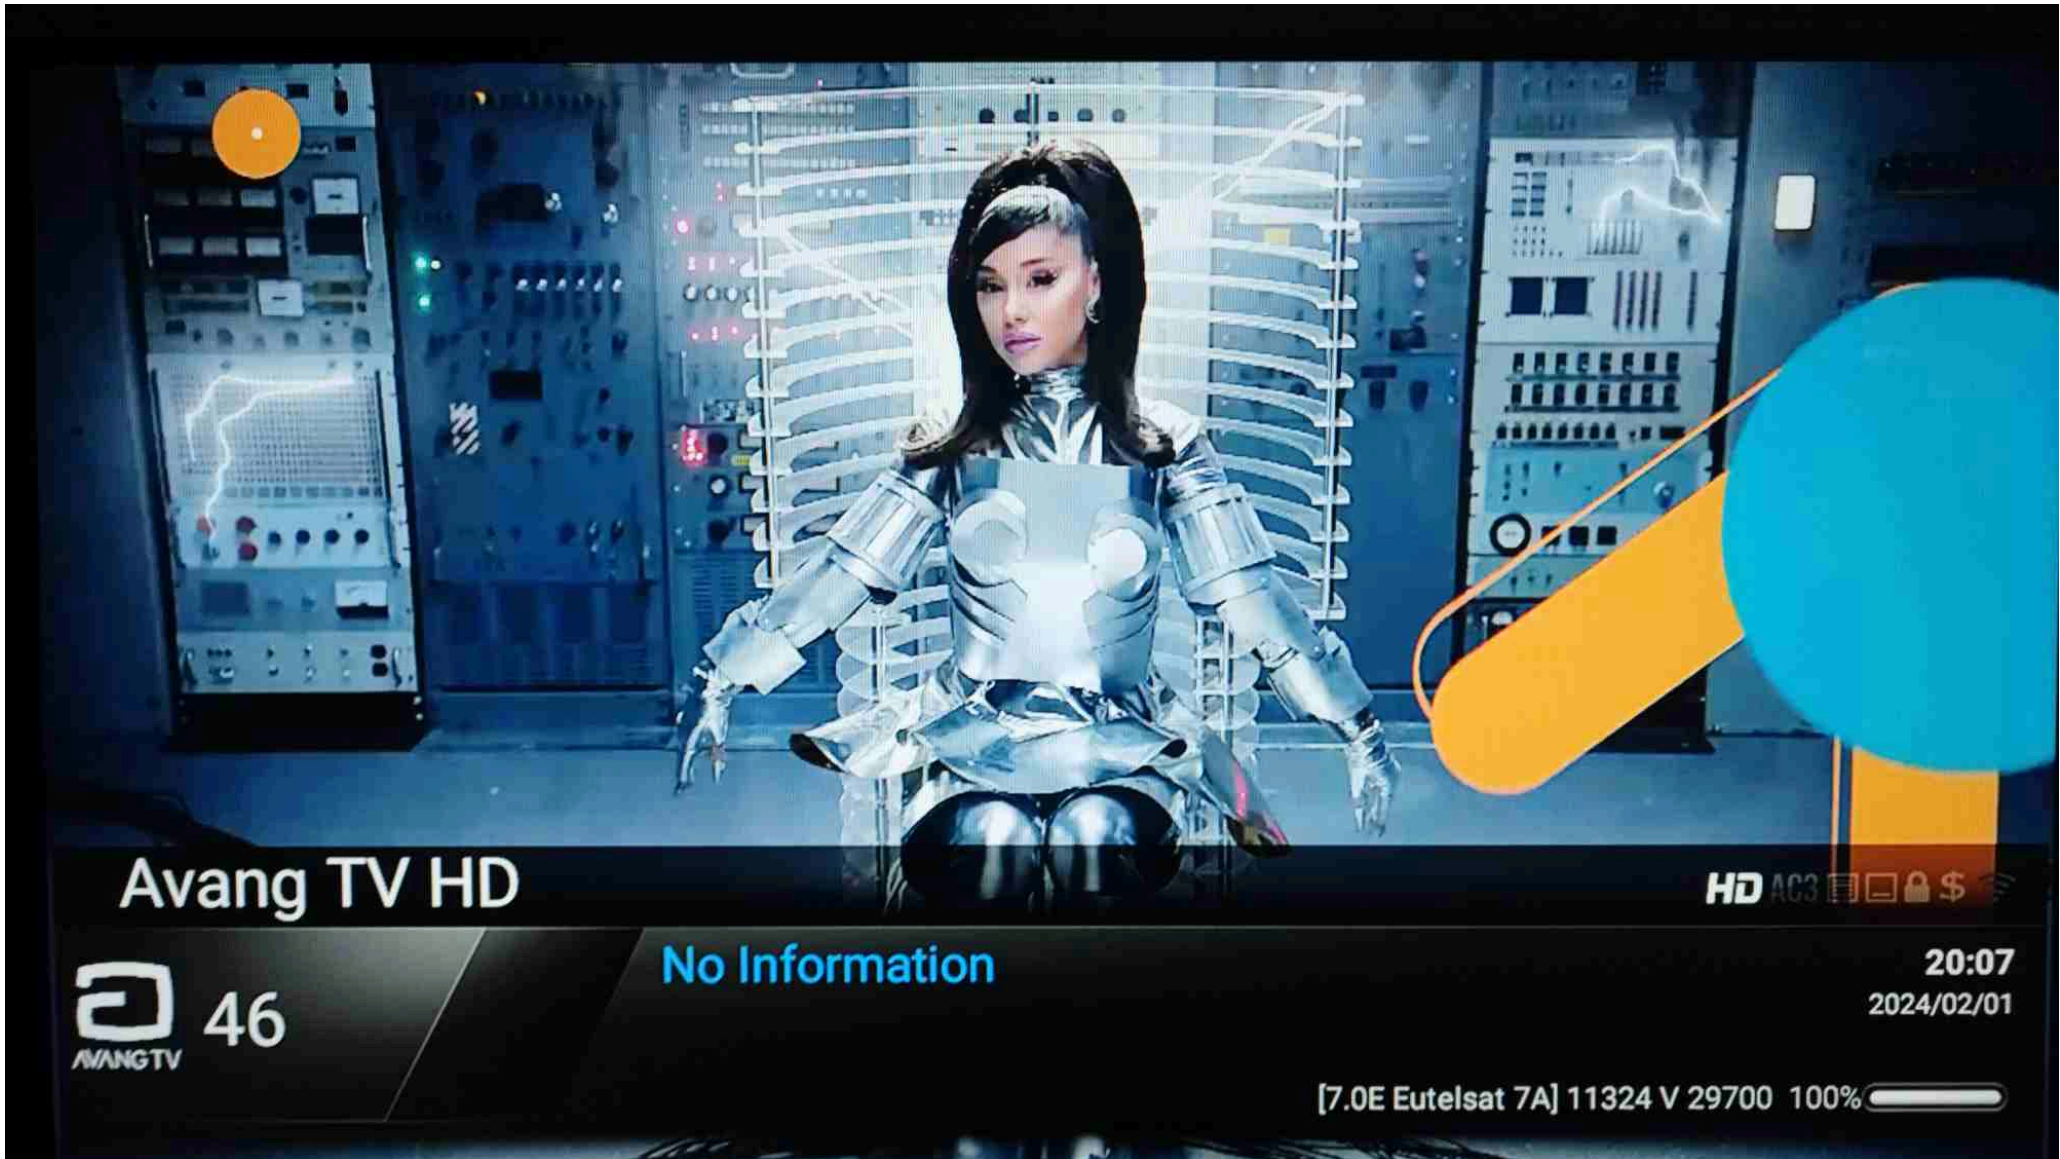 Avang TV HD
HD AC3 $
46
AVANGTV
No Information
20:07
2024/02/01
[7.0E Eutelsat 7A] 11324 V 29700 100%